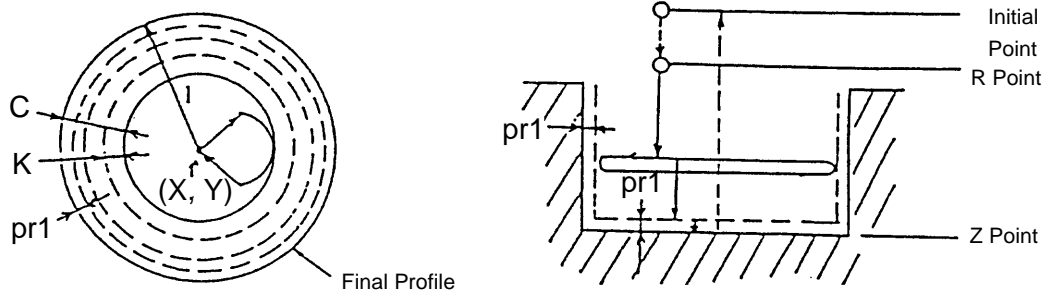 C
I
K
(X, Y)
pr1
Final Profile
Initial
Point
R Point
pr1
pr1
Z Point